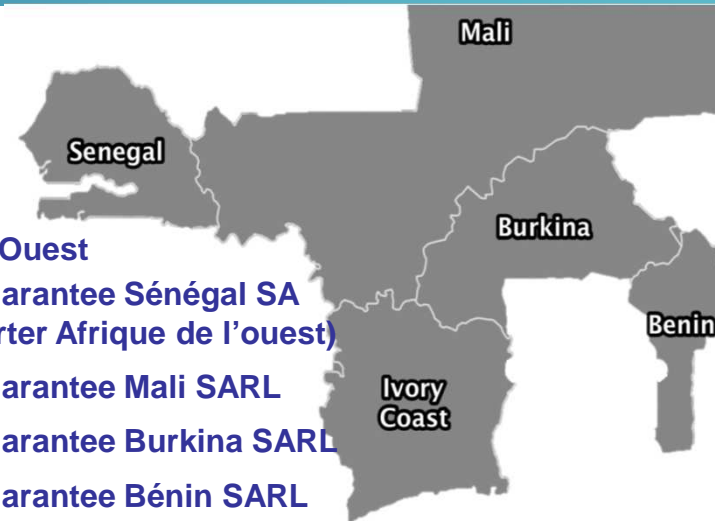 Mali
Senegal
Burkina
Ouest
arantee Sénégal SA
rter Afrique de l’ouest)
Benin
arantee Mali SARL
Ivory
Coast
arantee Burkina SARL
arantee Bénin SARL